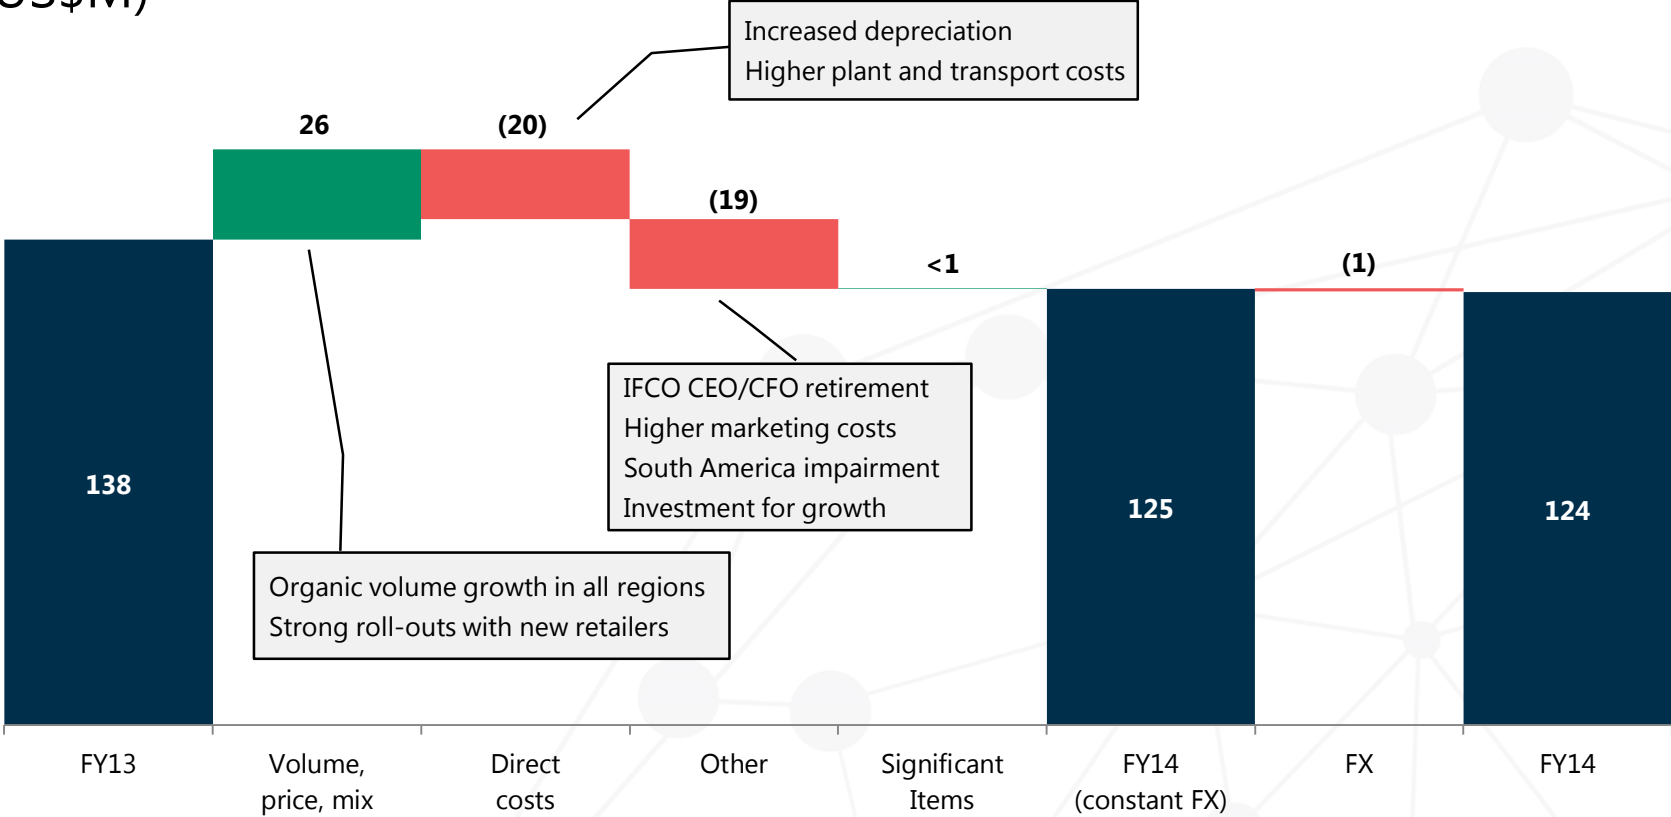 US$M)
Increased depreciation
Higher plant and transport costs
26
(20)
(19)
<1
(1)
IFCO CEO/CFO retirement
Higher marketing costs
South America impairment
Investment for growth
138
125
124
Organic volume growth in all regions
Strong roll-outs with new retailers
FY13
Volume,
price, mix
Direct
costs
Other
Significant
Items
FY14
(constant FX)
FX
FY14